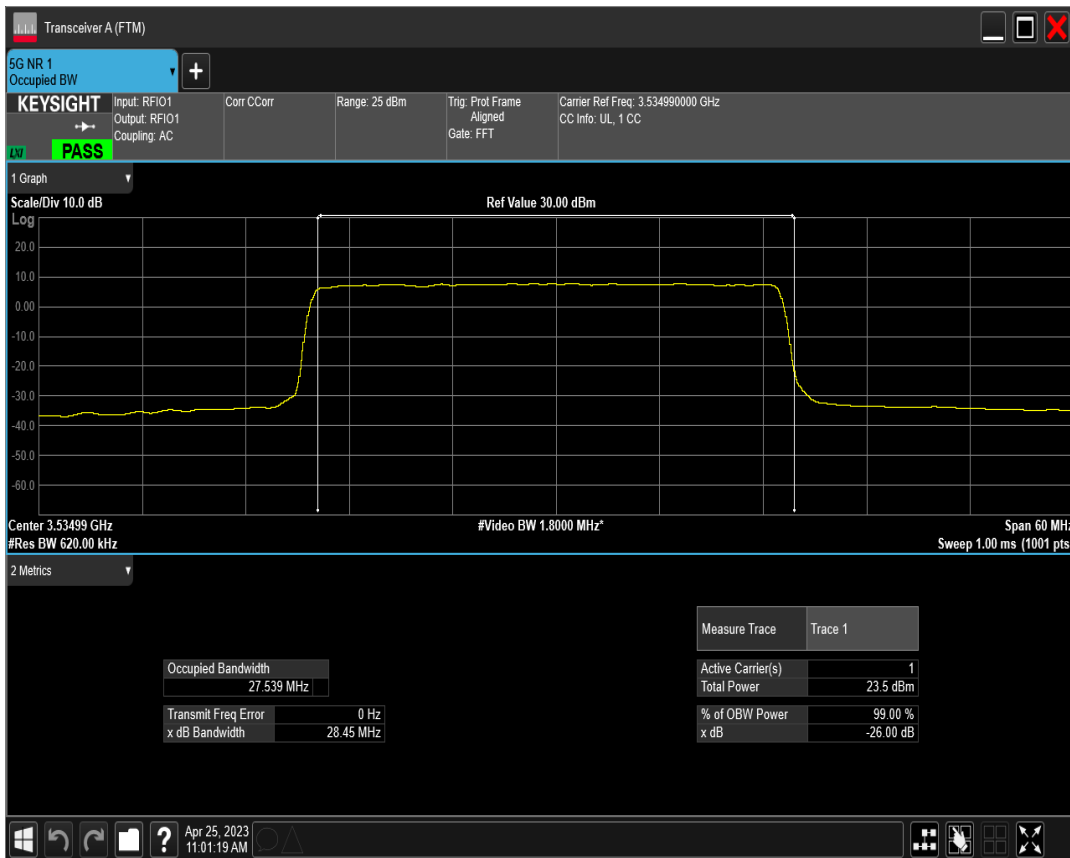 Transceiver A (FTM)
5G NR 1
Occupied BW
+
KEYSIGHT
LXI
PASS
Input: RFIO1
Output: RFIO1
Coupling: AC
Corr CCorr
Range: 25 dBm
Trig: Prot Frame
Aligned
Gate: FFT
Carrier Ref Freq: 3.534990000 GHz
CC Info: UL, 1 CC
1 Graph
Scale/Div 10.0 dB
Ref Value 30.00 dBm
Log
20.0
10.0
0.00
-10.0
-20.0
-30.0
-40.0
-50.0
-60.0
Center 3.53499 GHz
#Video BW 1.8000 MHz*
Span 60 MHz
#Res BW 620.00 kHz
Sweep 1.00 ms (1001 pts
2 Metrics
Measure Trace Trace 1
Occupied Bandwidth
27.539 MHz
Active Carrier(s) 1
Total Power 23.5 dBm
Transmit Freq Error 0 Hz
x dB Bandwidth 28.45 MHz
% of OBW Power 99.00 %
x dB -26.00 dB
?
Apr 25, 2023
11:01:19 AM